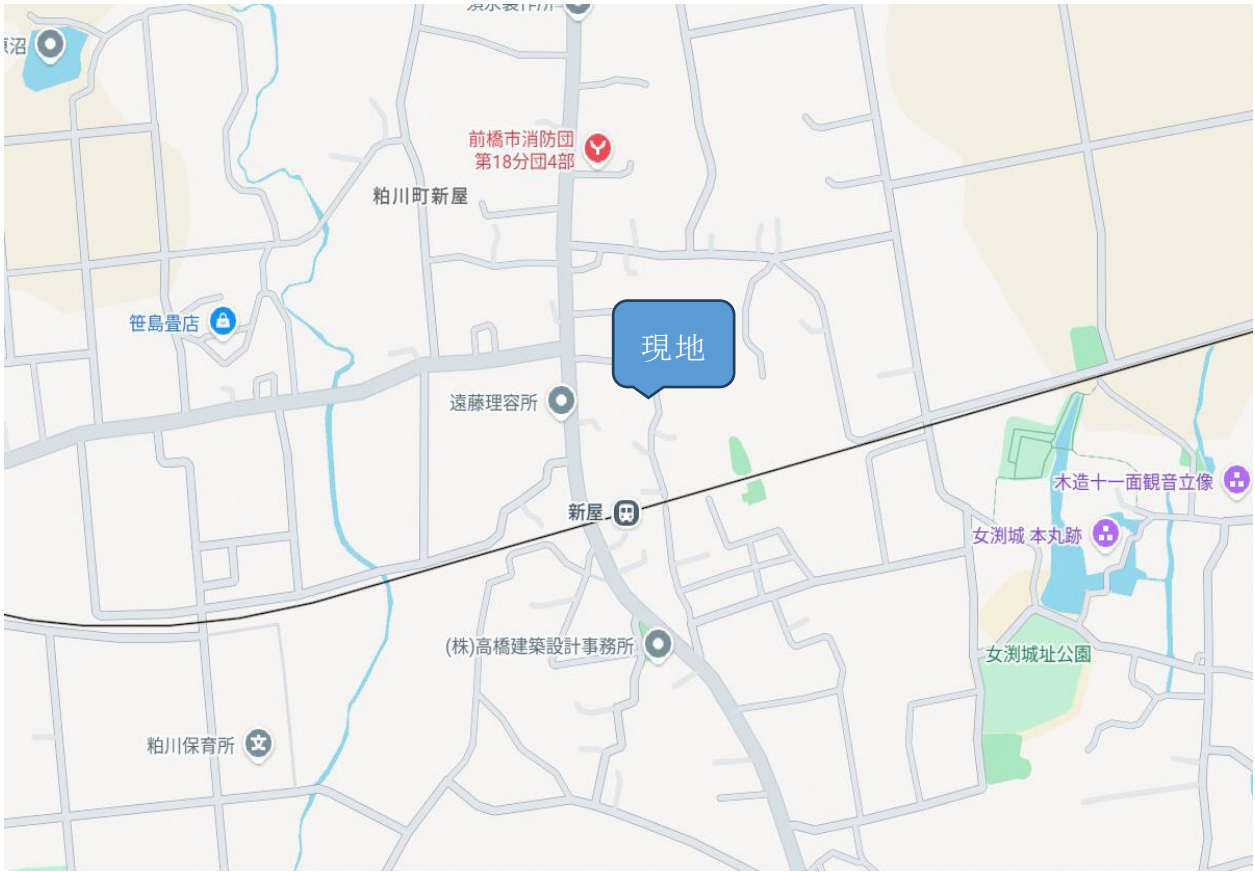 原沼
前橋市消防団
第18分団4部
粕川町新屋
笹島畳店
現地
遠藤理容所
木造十一面観音立像
新屋
女渕城 本丸跡
(株)高橋建築設計事務所
女渕城址公園
粕川保育所